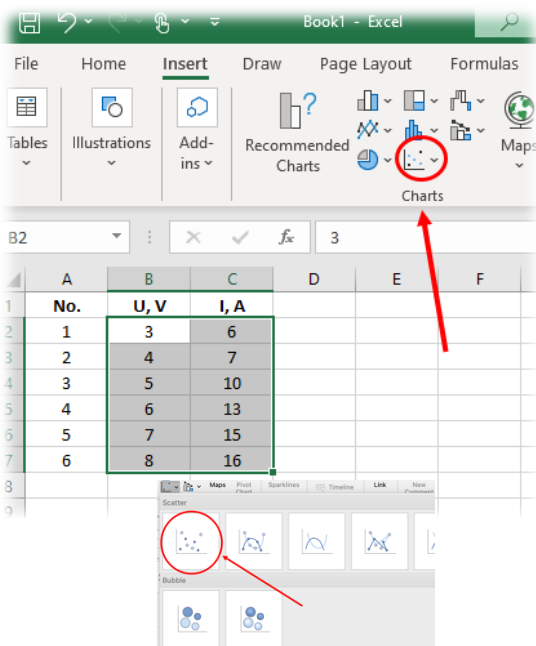 Book1 - Excel
File Home Insert Draw Page Layout Formulas
Tables
Illustrations
Add-
ins
Recommended
Charts
?
Maps
Charts
B2
fx
3
A B C D E F
1 No. U, V I, A
2 1 3 6
3 2 4 7
4 3 5 10
5 4 6 13
6 5 7 15
7 6 8 16
8
9
Maps Pivot Chart Sparklines Timeline Link New Comment
Scatter
Bubble